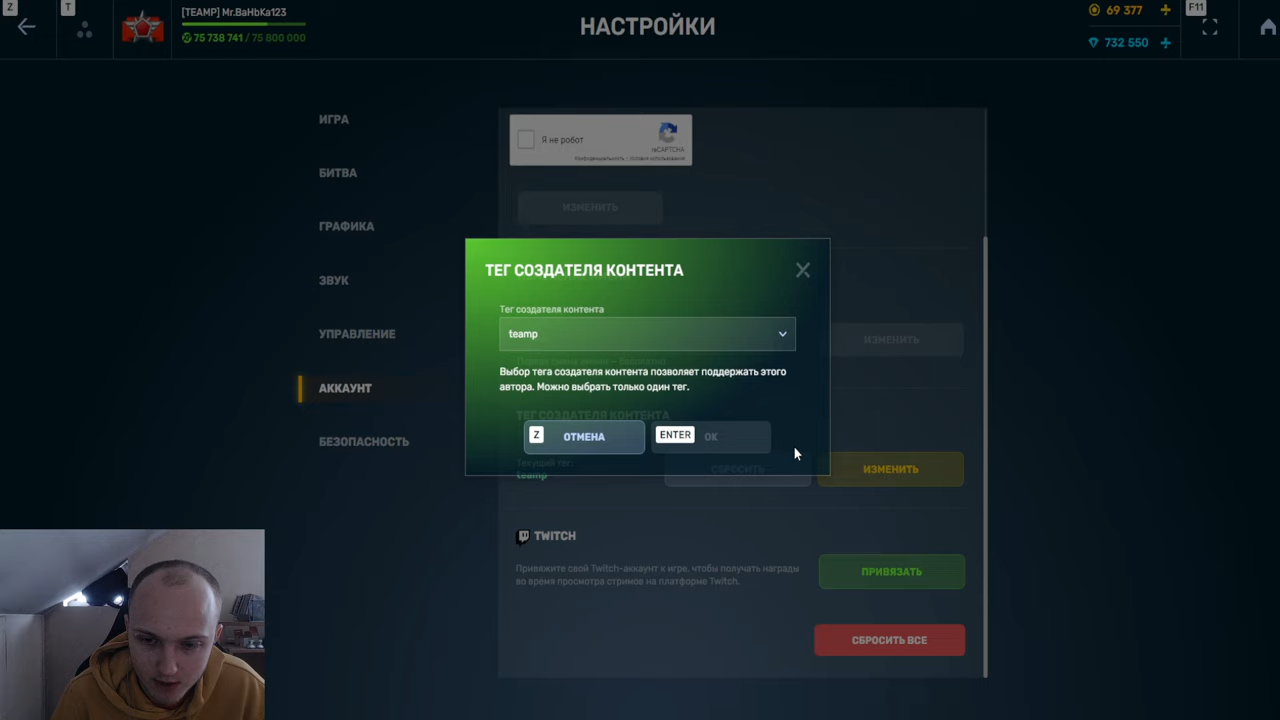 Z
T
[TEAMP] Mr.BaHbKa123
75 738 741 / 75 800 000
НАСТРОЙКИ
69 377
732 550
F11
ИГРА
БИТВА
ГРАФИКА
ЗВУК
УПРАВЛЕНИЕ
АККАУНТ
БЕЗОПАСНОСТЬ
Я не робот
reCAPTCHA
Конфиденциальность - Условия использования
ИЗМЕНИТЬ
ТЕГ СОЗДАТЕЛЯ КОНТЕНТА
Тег создателя контента
teamp
ИЗМЕНИТЬ
Выбор тега создателя контента позволяет поддержать этого
автора. Можно выбрать только один тег.
ТЕГ СОЗДАТЕЛЯ КОНТЕНТА
Z ОТМЕНА
ENTER OK
Текущий тег:
teamp
СБРОСИТЬ
ИЗМЕНИТЬ
TWITCH
Привяжите свой Twitch-аккаунт к игре, чтобы получать награды
во время просмотра стримов на платформе Twitch.
ПРИВЯЗАТЬ
СБРОСИТЬ ВСЕ